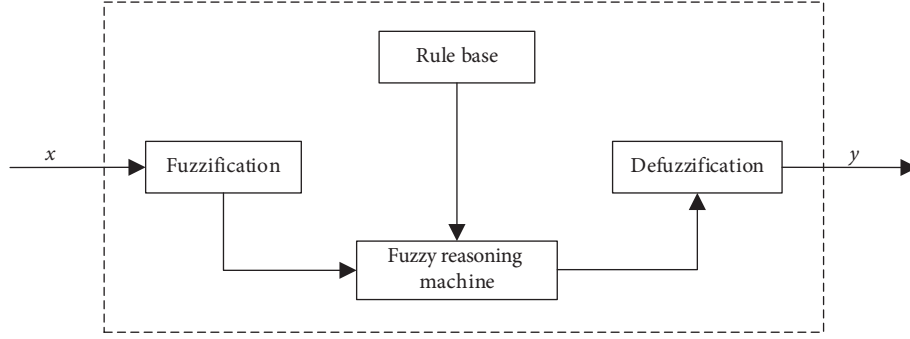 Rule base
x
Fuzzification
Defuzzification
y
Fuzzy reasoning
machine